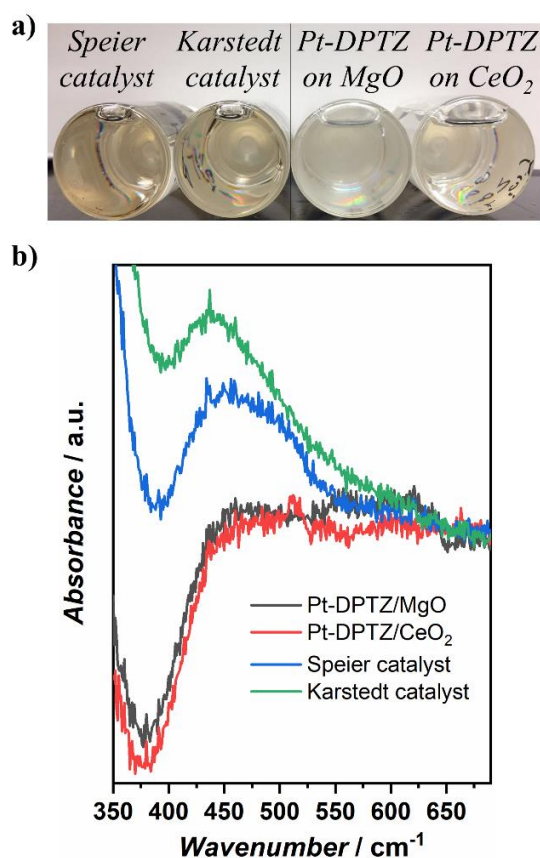 a)
Speier catalyst
Karstedt catalyst
Pt-DPTZ on MgO
Pt-DPTZ on CeO₂
b)
Absorbance / a.u.
Pt-DPTZ/MgO
Pt-DPTZ/CeO₂
Speier catalyst
Karstedt catalyst
350 400 450 500 550 600 650
Wavenumber / cm⁻¹